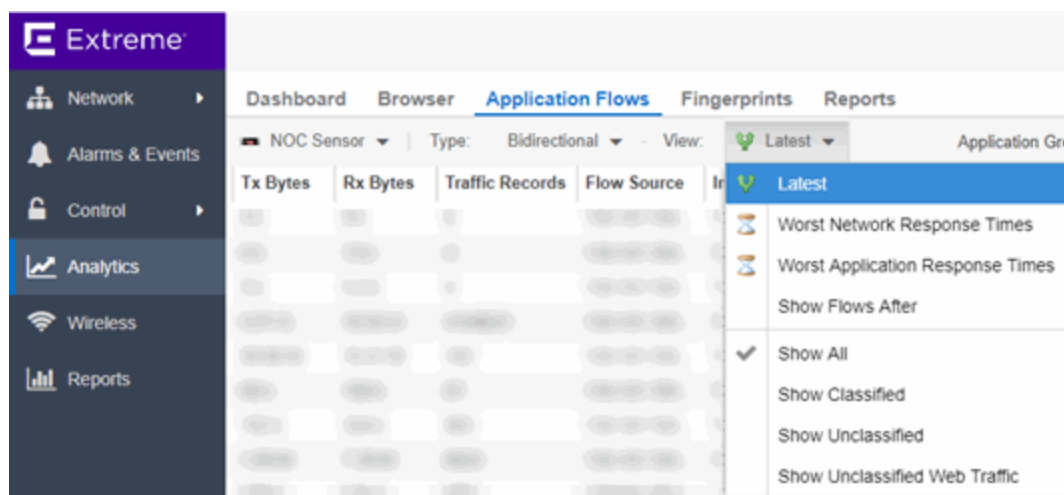 Extreme
Network
Alarms & Events
Control
Analytics
Wireless
Reports
Dashboard Browser Application Flows Fingerprints Reports
NOC Sensor Type: Bidirectional - View: Latest Application Gr
Tx Bytes Rx Bytes Traffic Records Flow Source
Latest
Worst Network Response Times
Worst Application Response Times
Show Flows After
Show All
Show Classified
Show Unclassified
Show Unclassified Web Traffic